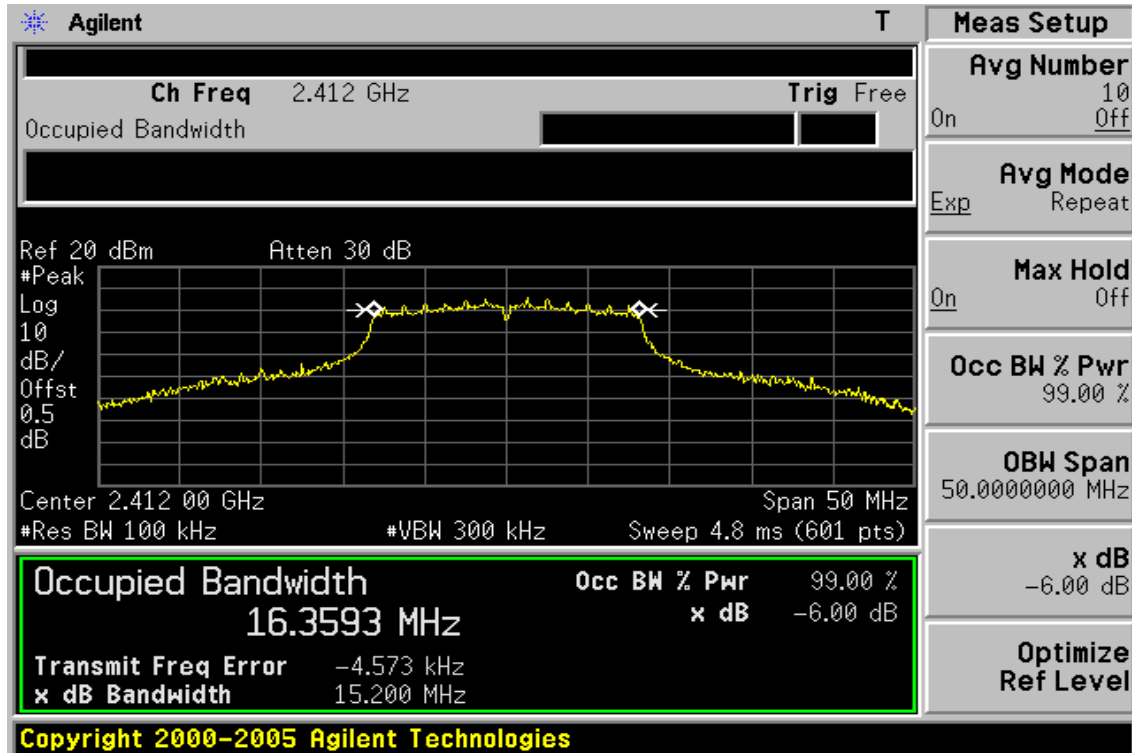 Agilent T
Ch Freq 2.412 GHz Trig Free
Occupied Bandwidth
Ref 20 dBm Atten 30 dB
#Peak
Log
10
dB/
Offst
0.5
dB
Center 2.412 00 GHz Span 50 MHz
#Res BW 100 kHz #VBW 300 kHz Sweep 4.8 ms (601 pts)
Occupied Bandwidth Occ BW % Pwr 99.00 %
16.3593 MHz x dB -6.00 dB
Transmit Freq Error -4.573 kHz
x dB Bandwidth 15.200 MHz
Copyright 2000-2005 Agilent Technologies
Meas Setup
Avg Number
10
On Off
Avg Mode
Exp Repeat
Max Hold
On Off
Occ BW % Pwr
99.00 %
OBW Span
50.0000000 MHz
x dB
-6.00 dB
Optimize
Ref Level